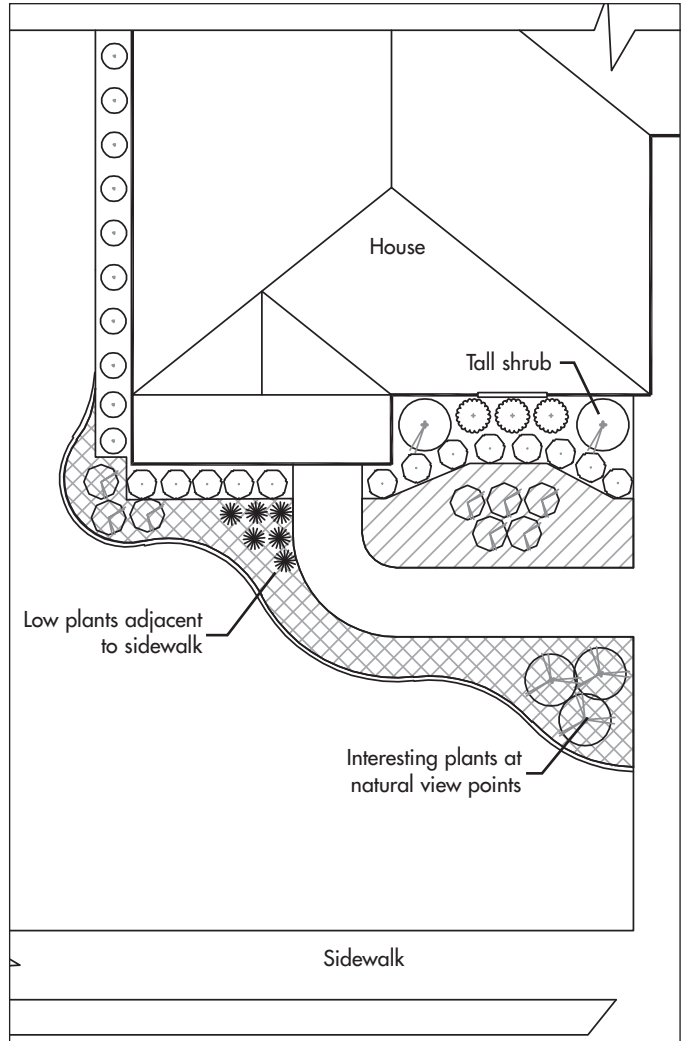 House
Tall shrub
Low plants adjacent
to sidewalk
Interesting plants at
natural view points
Sidewalk